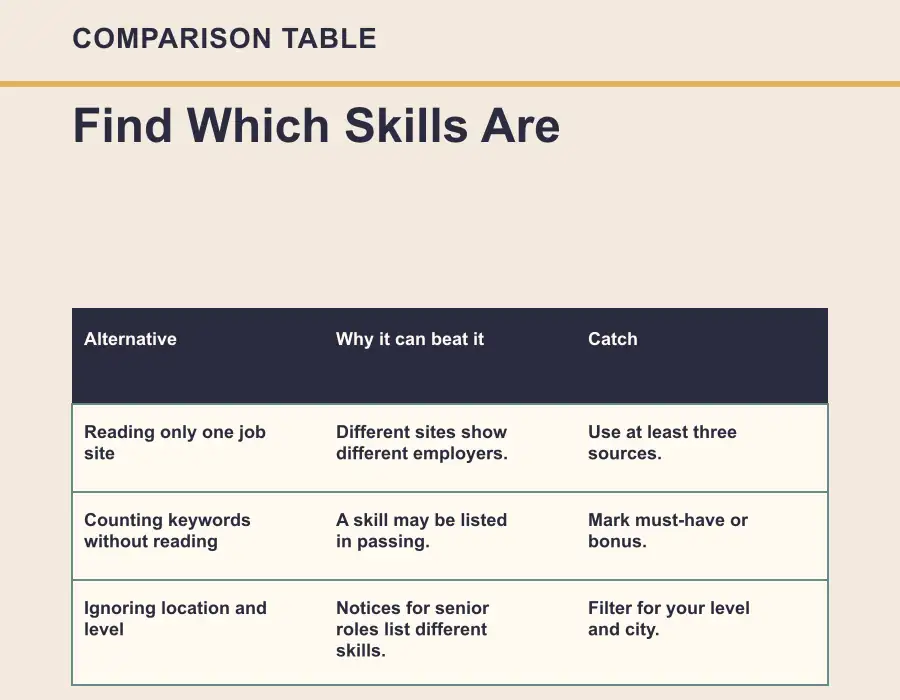 COMPARISON TABLE
Find Which Skills Are
Alternative
Why it can beat it
Catch
Reading only one job
site
Different sites show
different employers.
Use at least three
sources.
Counting keywords
without reading
A skill may be listed
in passing.
Mark must-have or
bonus.
Ignoring location and
level
Notices for senior
roles list different
skills.
Filter for your level
and city.